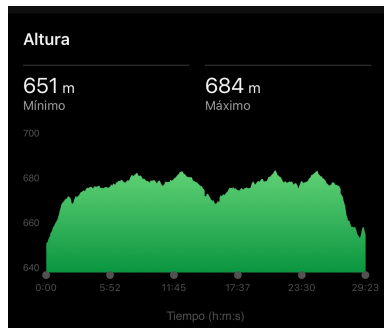 Altura
651 m
Mínimo
684 m
Máximo
700
680
660
640
0:00 5:52 11:45 17:37 23:30 29:23
Tiempo (h:m:s)